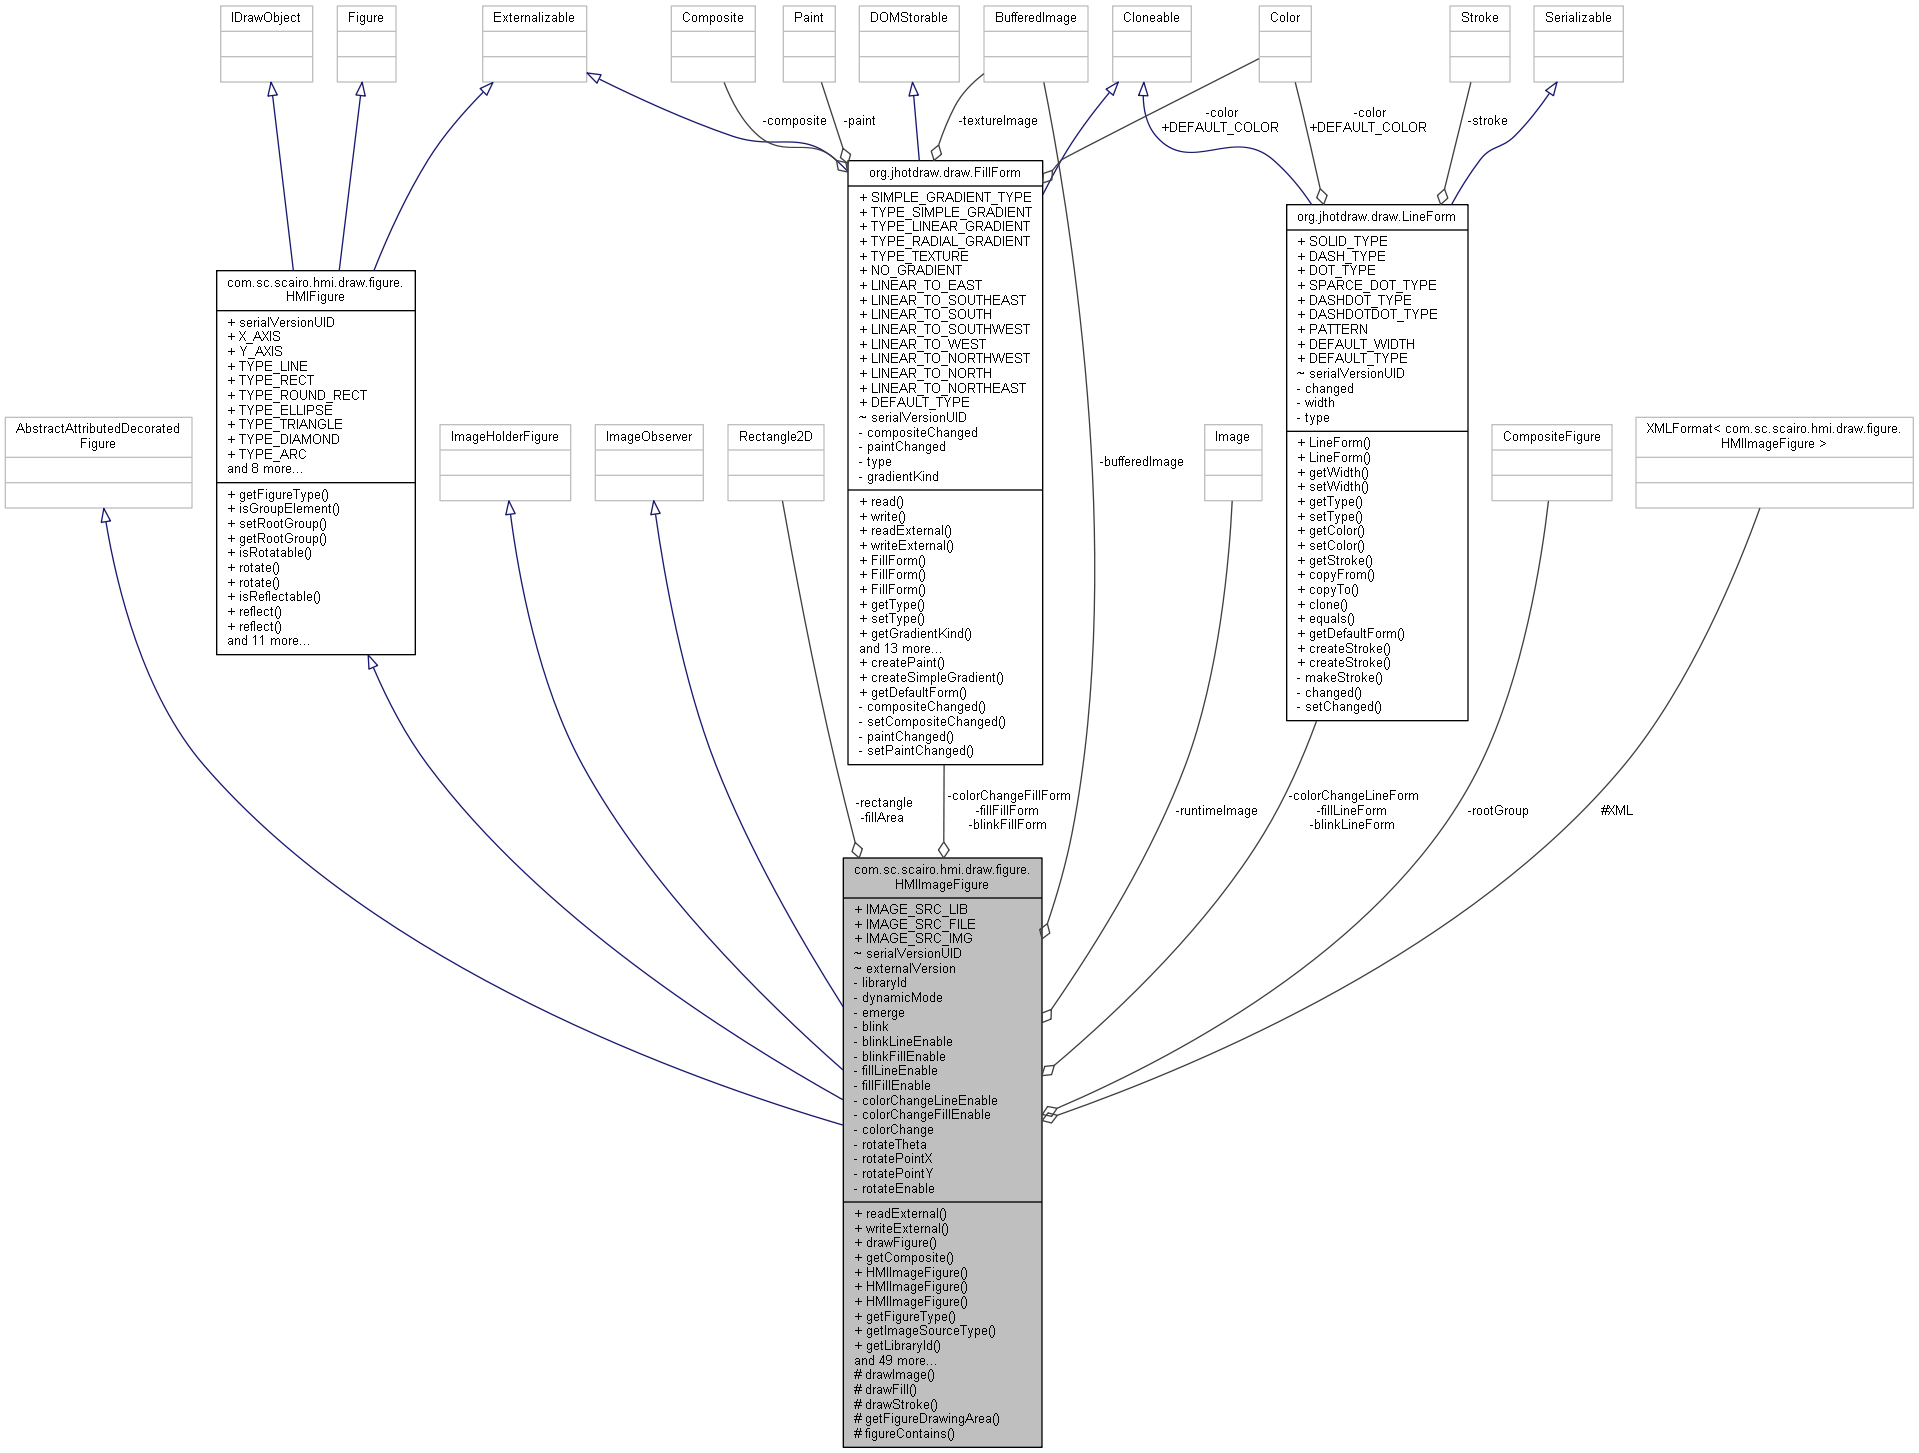 IDrawObject
Figure
Externalizable
Composite
Paint
DOMStorable
BufferedImage
Cloneable
Color
Stroke
Serializable
-composite
-paint
-textureImage
-color
+DEFAULT_COLOR
-color
+DEFAULT_COLOR
-stroke
org.jhotdraw.draw.FillForm
+ SIMPLE_GRADIENT_TYPE
+ TYPE_SIMPLE_GRADIENT
+ TYPE_LINEAR_GRADIENT
+ TYPE_RADIAL_GRADIENT
+ TYPE_TEXTURE
+ NO_GRADIENT
+ LINEAR_TO_EAST
+ LINEAR_TO_SOUTHEAST
+ LINEAR_TO_SOUTH
+ LINEAR_TO_SOUTHWEST
+ LINEAR_TO_WEST
+ LINEAR_TO_NORTHWEST
+ LINEAR_TO_NORTH
+ LINEAR_TO_NORTHEAST
+ DEFAULT_TYPE
~ serialVersionUID
- compositeChanged
- paintChanged
- type
- gradientKind
+ read()
+ write()
+ readExternal()
+ writeExternal()
+ FillForm()
+ FillForm()
+ FillForm()
+ getType()
+ setType()
+ getGradientKind()
and 13 more...
+ createPaint()
+ createSimpleGradient()
+ getDefaultForm()
- compositeChanged()
- setCompositeChanged()
- paintChanged()
- setPaintChanged()
org.jhotdraw.draw.LineForm
+ SOLID_TYPE
+ DASH_TYPE
+ DOT_TYPE
+ SPARCE_DOT_TYPE
+ DASHDOT_TYPE
+ DASHDOTDOT_TYPE
+ PATTERN
+ DEFAULT_WIDTH
+ DEFAULT_TYPE
~ serialVersionUID
- changed
- width
- type
+ LineForm()
+ LineForm()
+ getWidth()
+ setWidth()
+ getType()
+ setType()
+ getColor()
+ setColor()
+ getStroke()
+ copyFrom()
+ copyTo()
+ clone()
+ equals()
+ getDefaultForm()
+ createStroke()
+ createStroke()
- makeStroke()
- changed()
- setChanged()
com.sc.scairo.hmi.draw.figure.
HMIFigure
+ serialVersionUID
+ X_AXIS
+ Y_AXIS
+ TYPE_LINE
+ TYPE_RECT
+ TYPE_ROUND_RECT
+ TYPE_ELLIPSE
+ TYPE_TRIANGLE
+ TYPE_DIAMOND
+ TYPE_ARC
and 8 more...
+ getFigureType()
+ isGroupElement()
+ setRootGroup()
+ getRootGroup()
+ isRotatable()
+ rotate()
+ rotate()
+ isReflectable()
+ reflect()
+ reflect()
and 11 more...
AbstractAttributedDecorated
Figure
ImageHolderFigure
ImageObserver
Rectangle2D
-bufferedImage
Image
CompositeFigure
XMLFormat< com.sc.scairo.hmi.draw.figure.
HMIImageFigure >
-rectangle
-fillArea
-colorChangeFillForm
-fillFillForm
-blinkFillForm
-runtimeImage
-colorChangeLineForm
-fillLineForm
-blinkLineForm
-rootGroup
#XML
com.sc.scairo.hmi.draw.figure.
HMIImageFigure
+ IMAGE_SRC_LIB
+ IMAGE_SRC_FILE
+ IMAGE_SRC_IMG
~ serialVersionUID
~ externalVersion
- libraryId
- dynamicMode
- emerge
- blink
- blinkLineEnable
- blinkFillEnable
- fillLineEnable
- fillFillEnable
- colorChangeLineEnable
- colorChangeFillEnable
- colorChange
- rotateTheta
- rotatePointX
- rotatePointY
- rotateEnable
+ readExternal()
+ writeExternal()
+ drawFigure()
+ getComposite()
+ HMIImageFigure()
+ HMIImageFigure()
+ HMIImageFigure()
+ getFigureType()
+ getImageSourceType()
+ getLibraryId()
and 49 more...
# drawImage()
# drawFill()
# drawStroke()
# getFigureDrawingArea()
# figureContains()